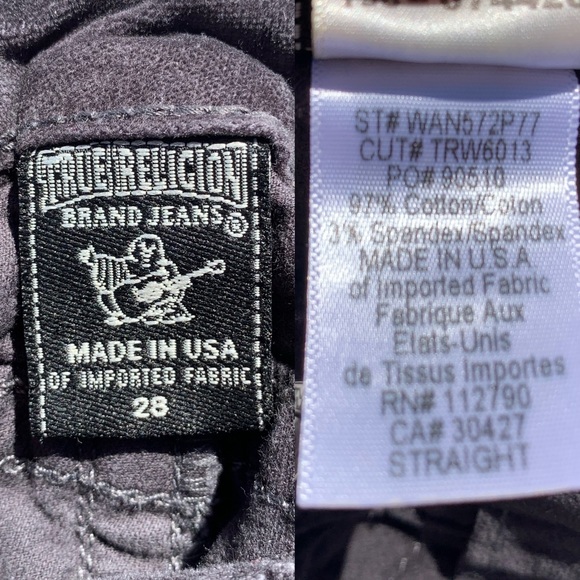 TRUE RELIGION
BRAND JEANS®
MADE IN USA
OF IMPORTED FABRIC
28
ST# WAN572P77
CUT# TRW6013
PO# 90510
97% Cotton/Coton
3% Spandex/Spandex
MADE IN U.S.A
of Imported Fabric
Fabrique Aux
Etats-Unis
de Tissus Importes
RN# 112790
CA# 30427
STRAIGHT